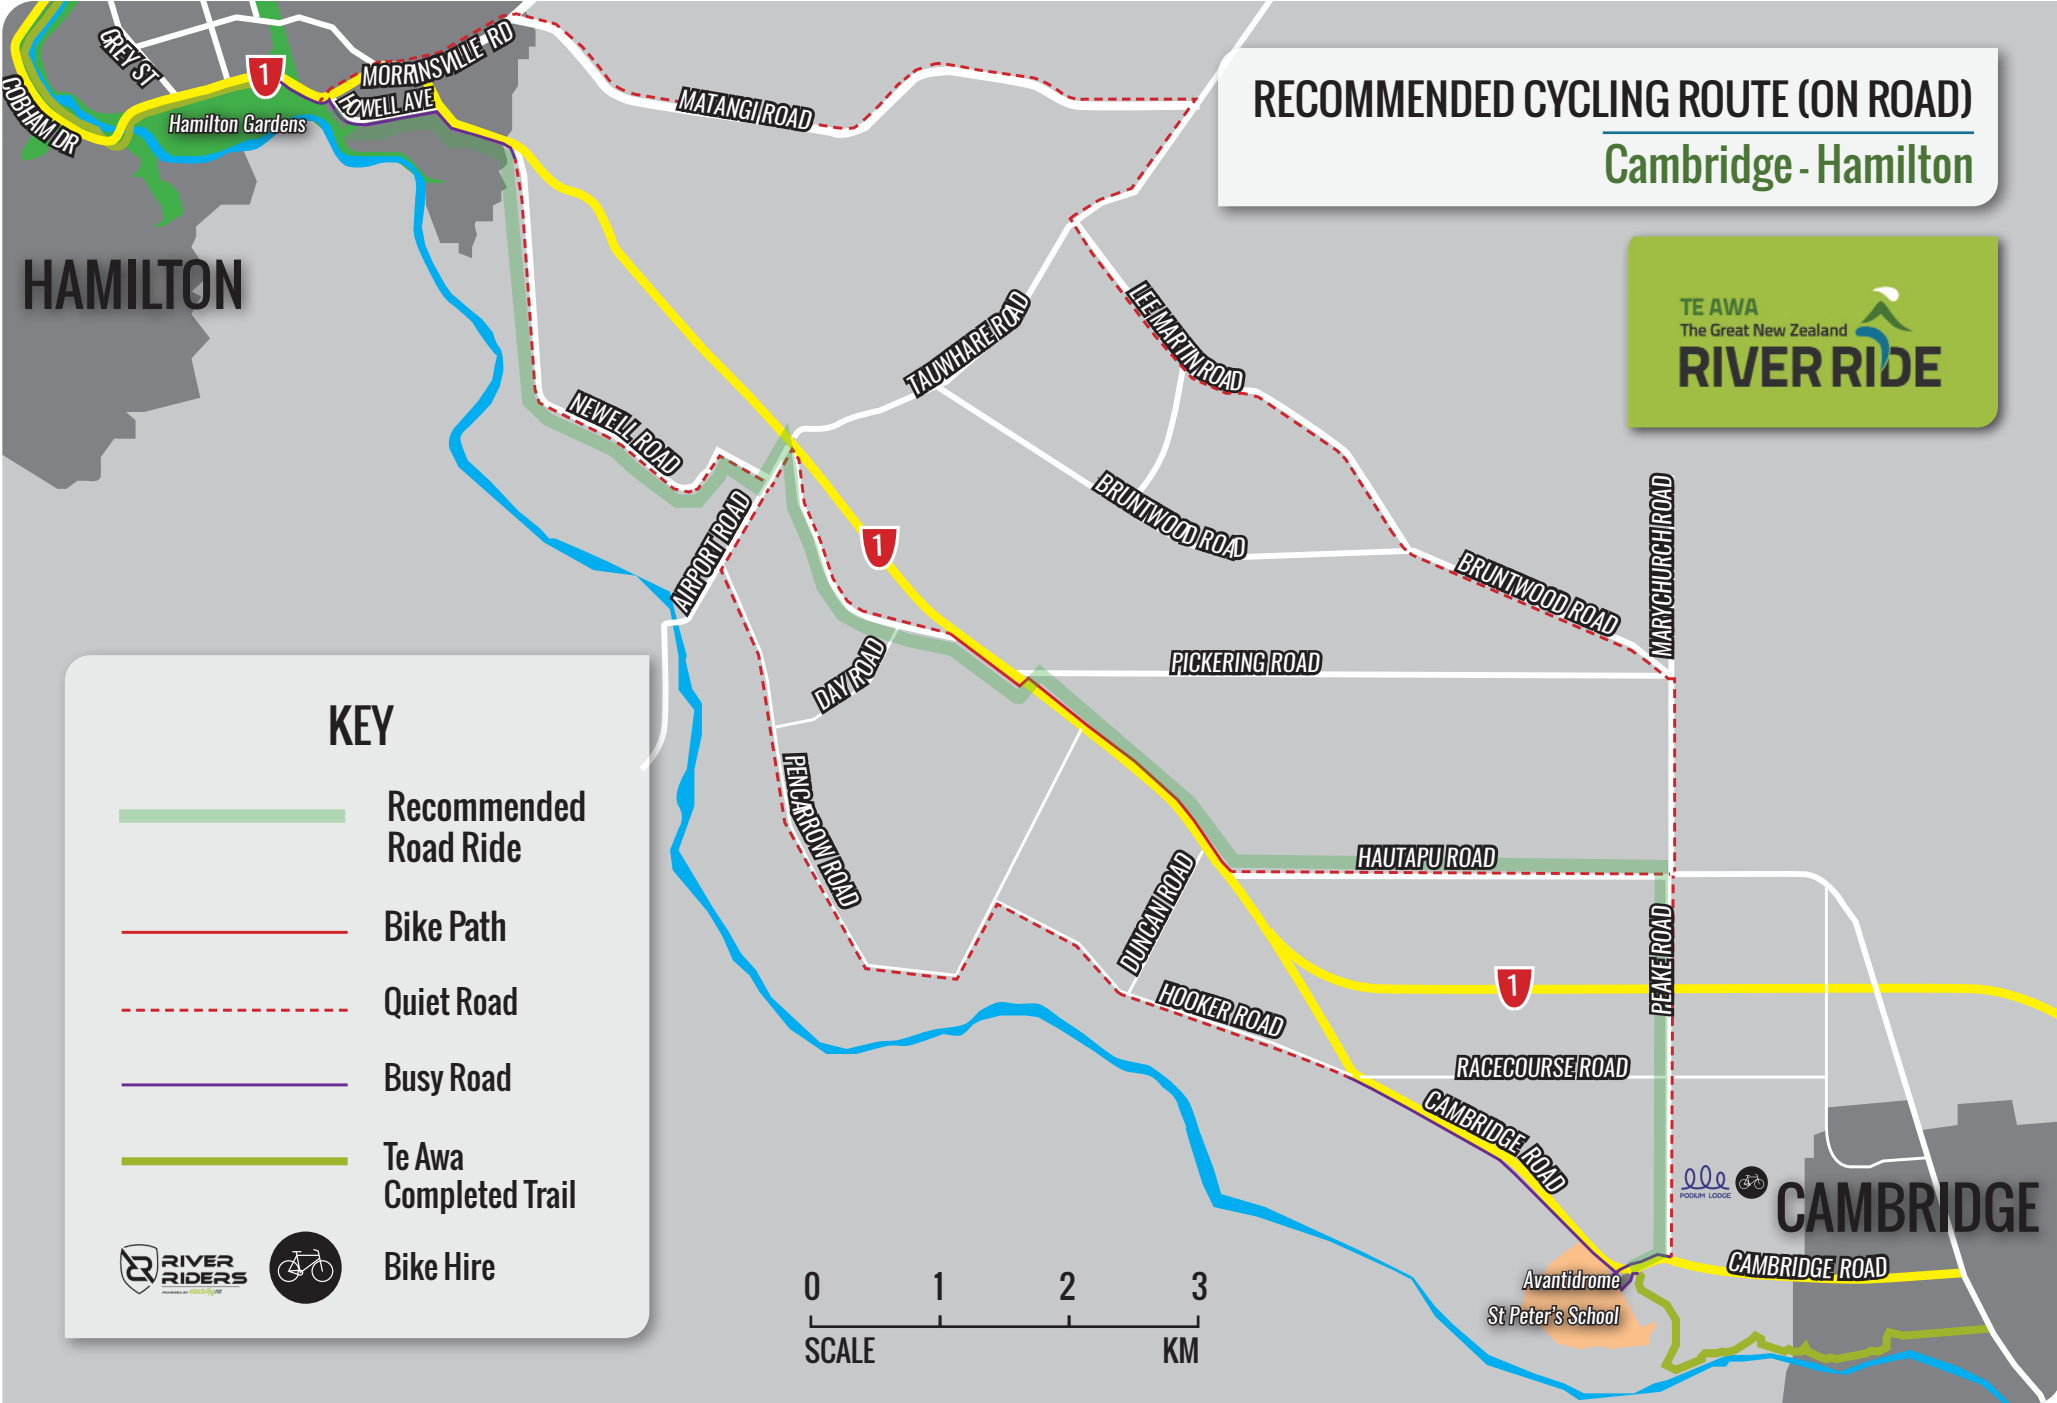 GREY ST
1
MORRINSVILLE RD
HOWELL AVE
COBHAM DR
Hamilton Gardens
MATANGI ROAD
RECOMMENDED CYCLING ROUTE (ON ROAD)
Cambridge - Hamilton
HAMILTON
TE AWA
The Great New Zealand
RIVER RIDE
TAUWHARE ROAD
LEE MARTIN ROAD
NEWELL ROAD
AIRPORT ROAD
1
BRUNTWOOD ROAD
BRUNTWOOD ROAD
MARYCHURCH ROAD
PICKERING ROAD
DAY ROAD
PENCARROW ROAD
HAUTAPU ROAD
DUNCAN ROAD
PEAKE ROAD
1
HOOKER ROAD
RACECOURSE ROAD
CAMBRIDGE ROAD
PODIUM LODGE
CAMBRIDGE
CAMBRIDGE ROAD
Avantidrome
St Peter's School
KEY
Recommended
Road Ride
Bike Path
Quiet Road
Busy Road
Te Awa
Completed Trail
RIVER
RIDERS
Bike Hire
0 1 2 3
SCALE KM